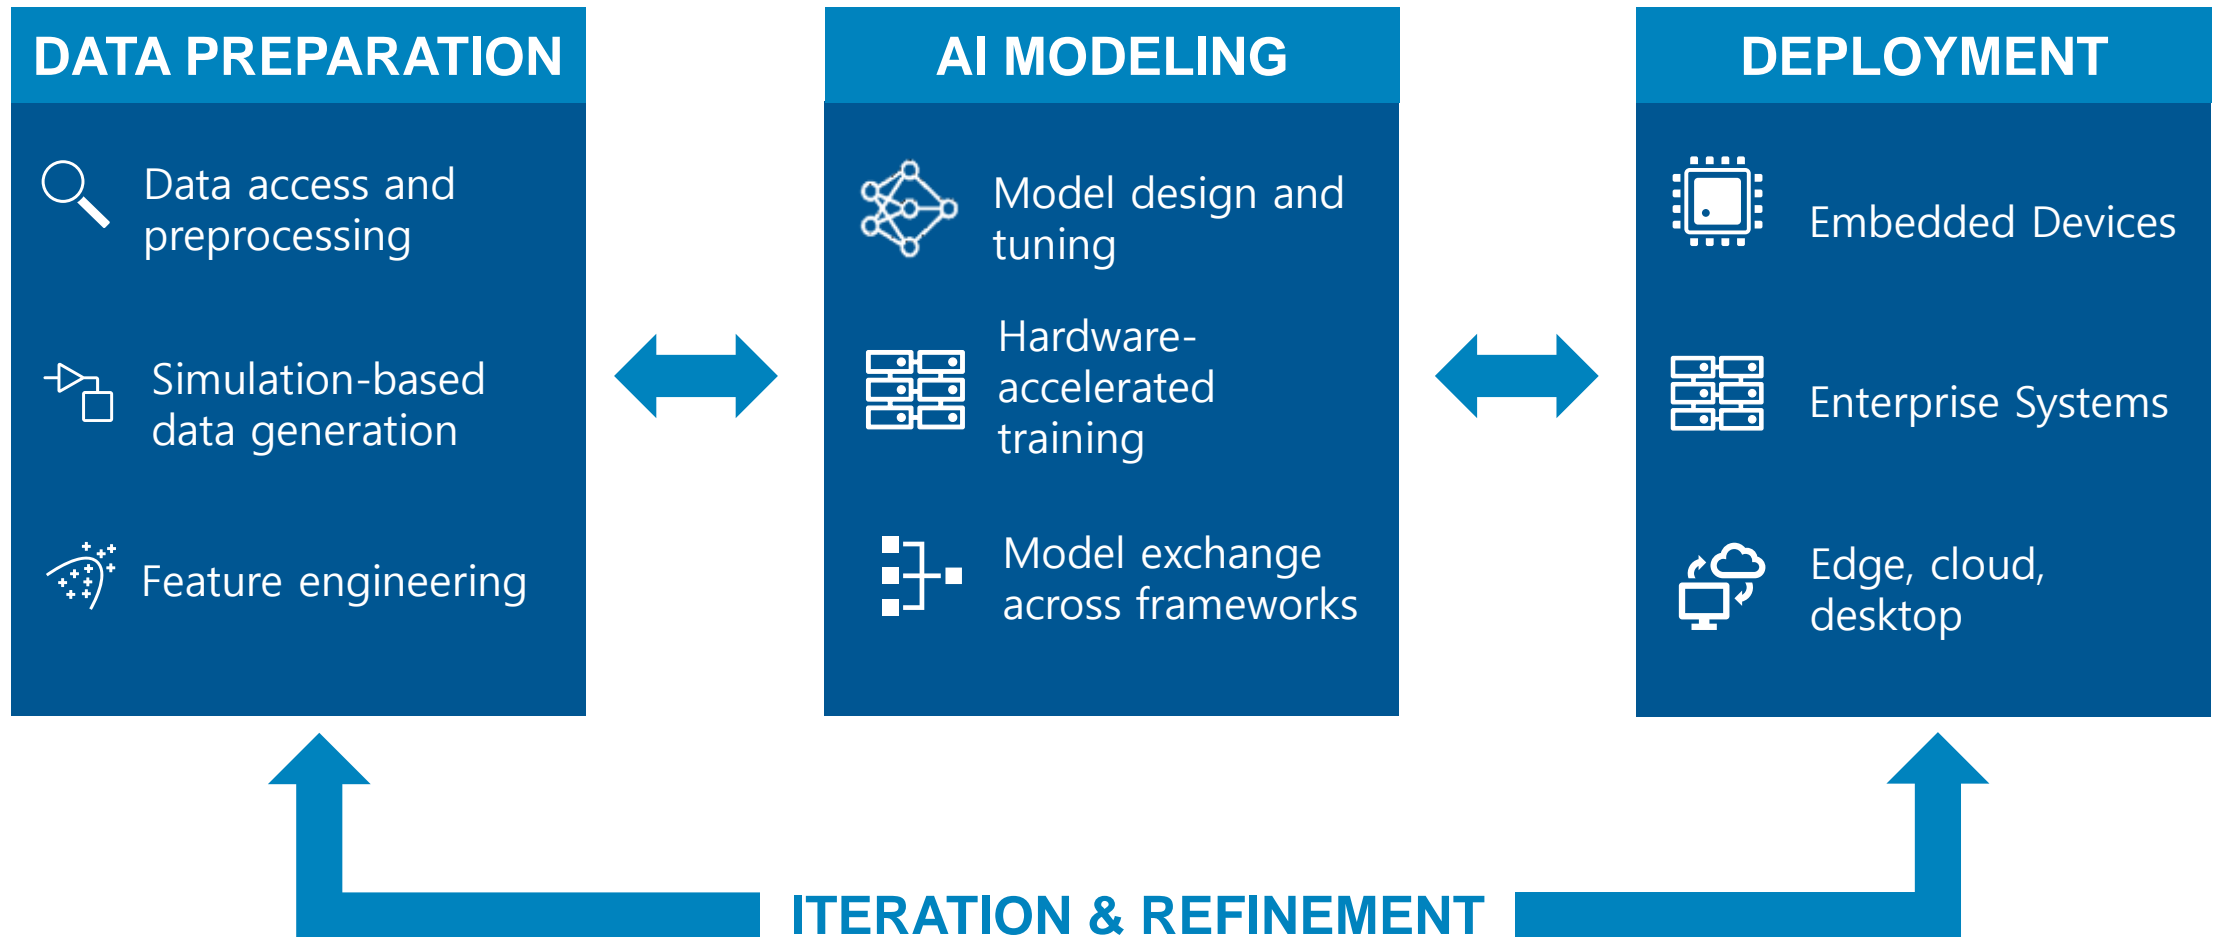 DATA PREPARATION
Data access and
preprocessing
Simulation-based
data generation
Feature engineering
AI MODELING
Model design and
tuning
Hardware-
accelerated
training
Model exchange
across frameworks
DEPLOYMENT
Embedded Devices
Enterprise Systems
Edge, cloud,
desktop
ITERATION & REFINEMENT